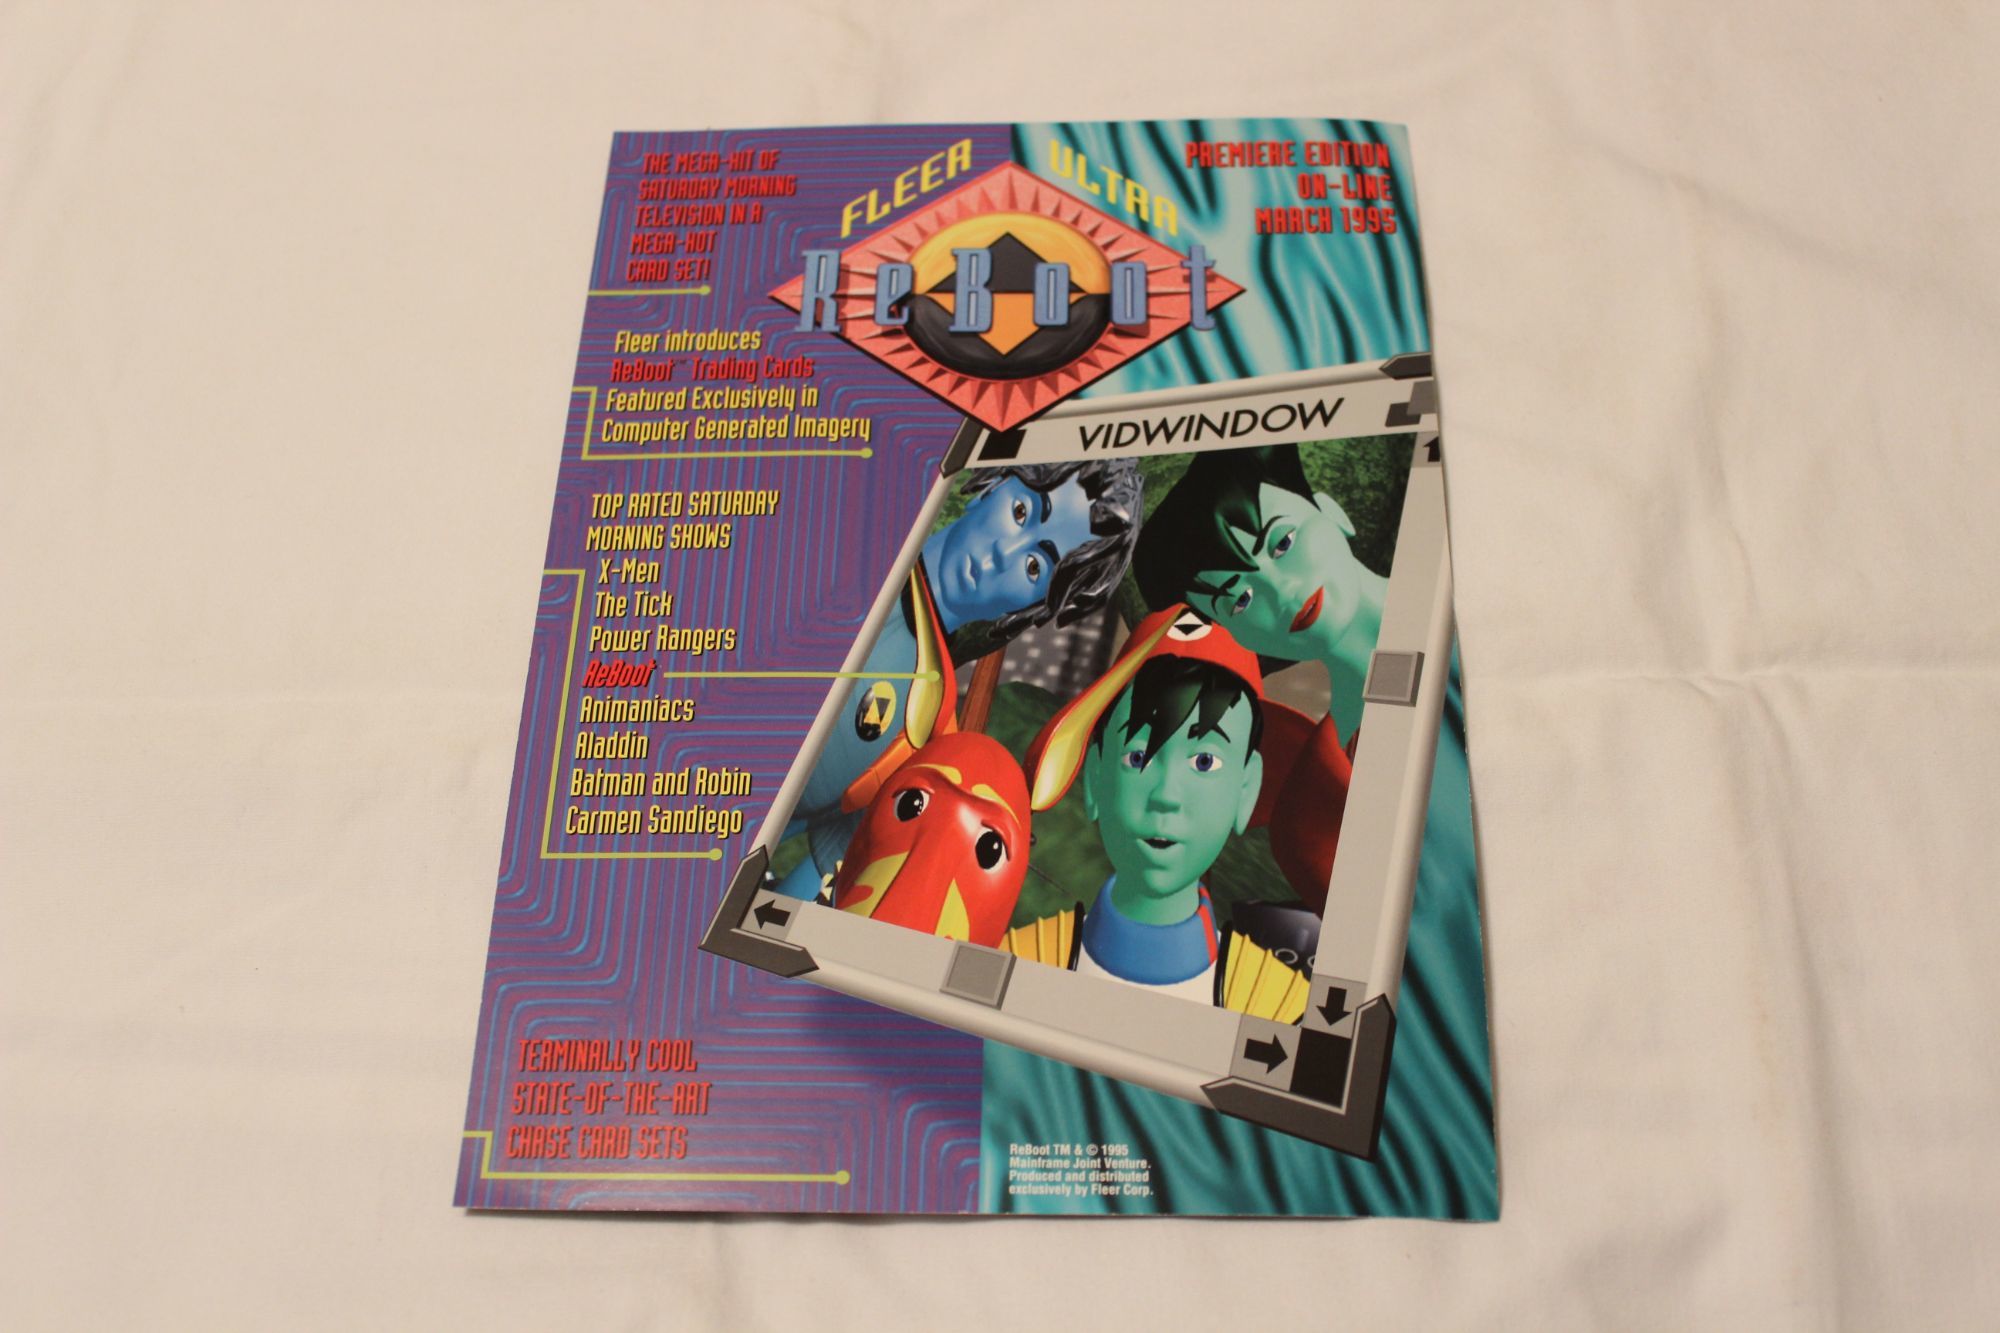 THE MEGA-HIT OF
SATURDAY MORNING
TELEVISION IN A
MEGA-HOT
CARD SET!
FLEER ULTRA
ReBoot
PREMIERE EDITION
ON-LINE
MARCH 1995
Fleer introduces
ReBoot™ Trading Cards
Featured Exclusively in
Computer Generated Imagery
VIDWINDOW
TOP RATED SATURDAY
MORNING SHOWS
X-Men
The Tick
Power Rangers
ReBoot
Animaniacs
Aladdin
Batman and Robin
Carmen Sandiego
TERMINALLY COOL
STATE-OF-THE-ART
CHASE CARD SETS
ReBoot TM & © 1995
Mainframe Joint Venture.
Produced and distributed
exclusively by Fleer Corp.